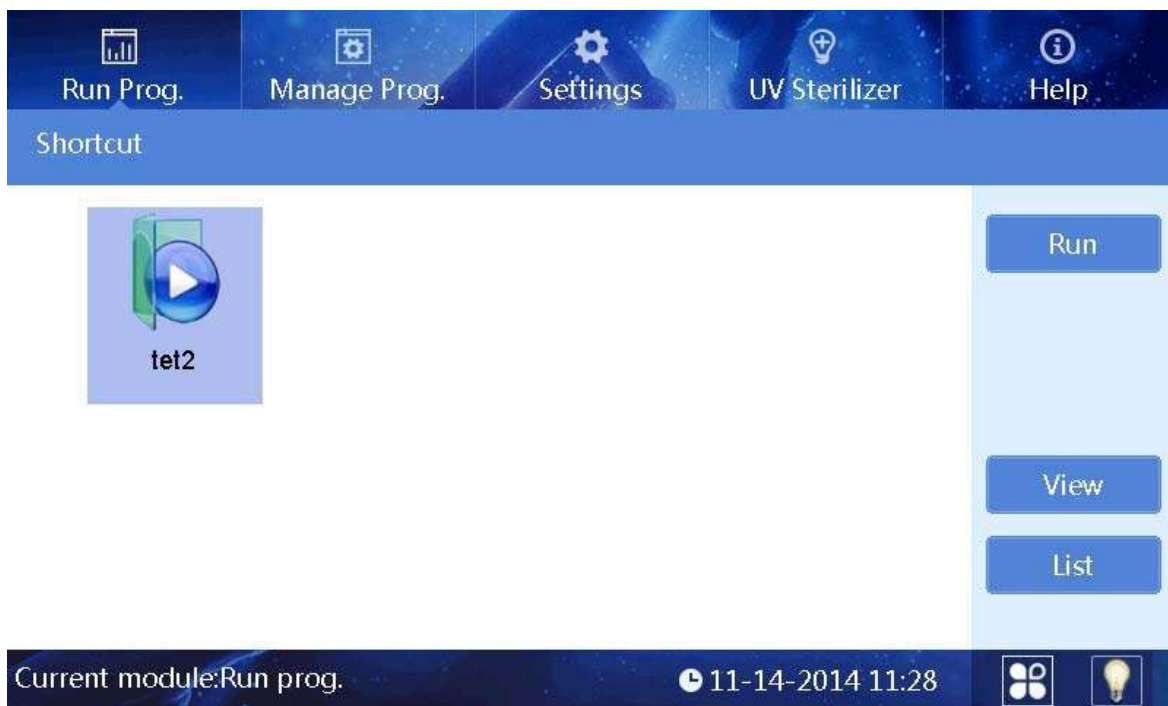 Run Prog.
Manage Prog.
Settings
UV Sterilizer
Help
Shortcut
tet2
Run
View
List
Current module:Run prog.
11-14-2014 11:28